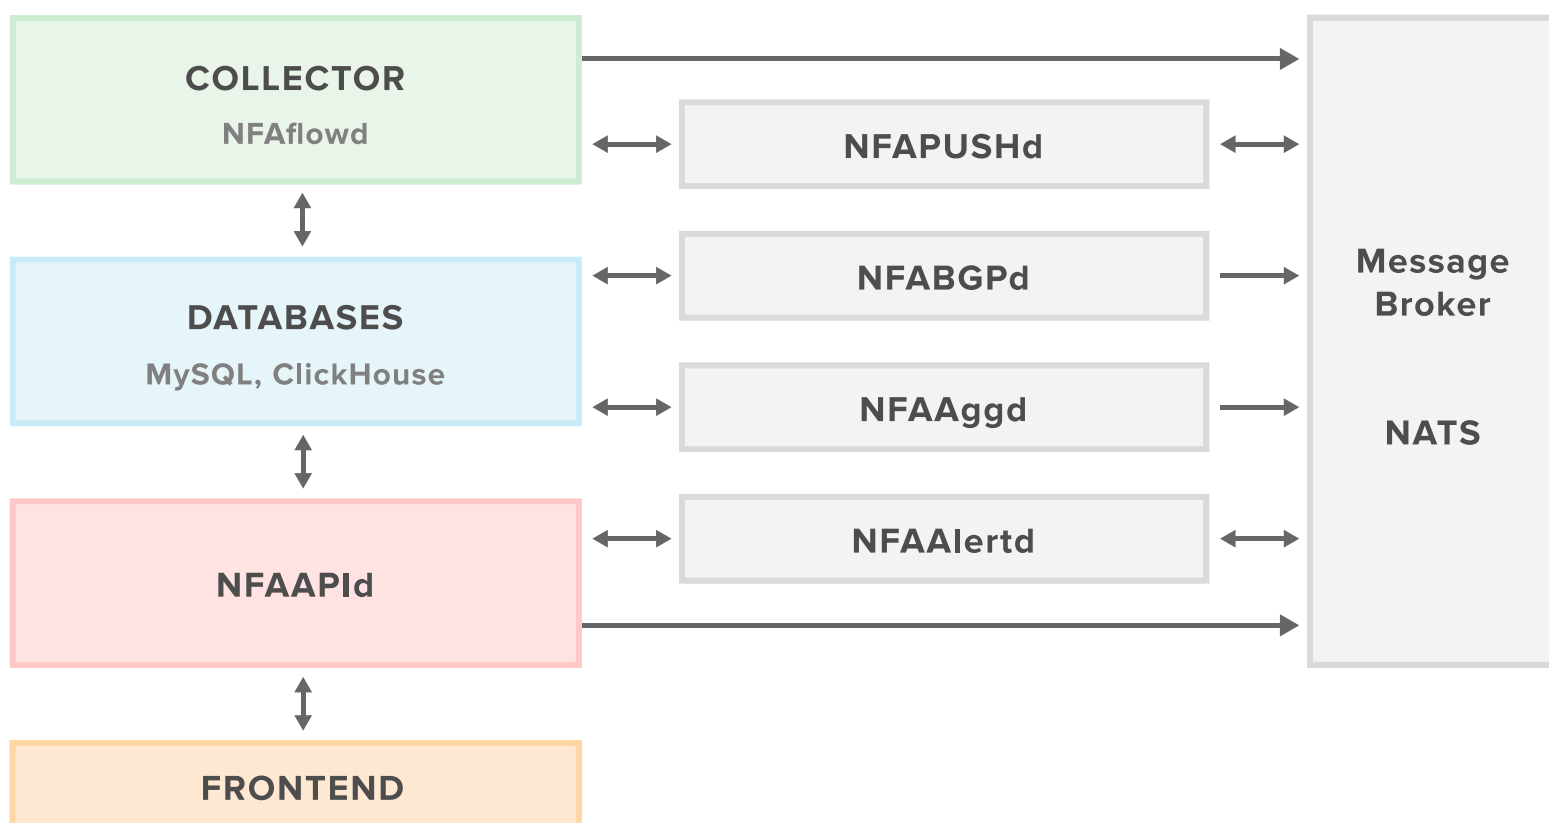 COLLECTOR
NFAflowd
NFAPUSHd
DATABASES
MySQL, ClickHouse
NFABGPd
NFAAggd
NFAAPId
NFAAlertd
FRONTEND
Message
Broker
NATS